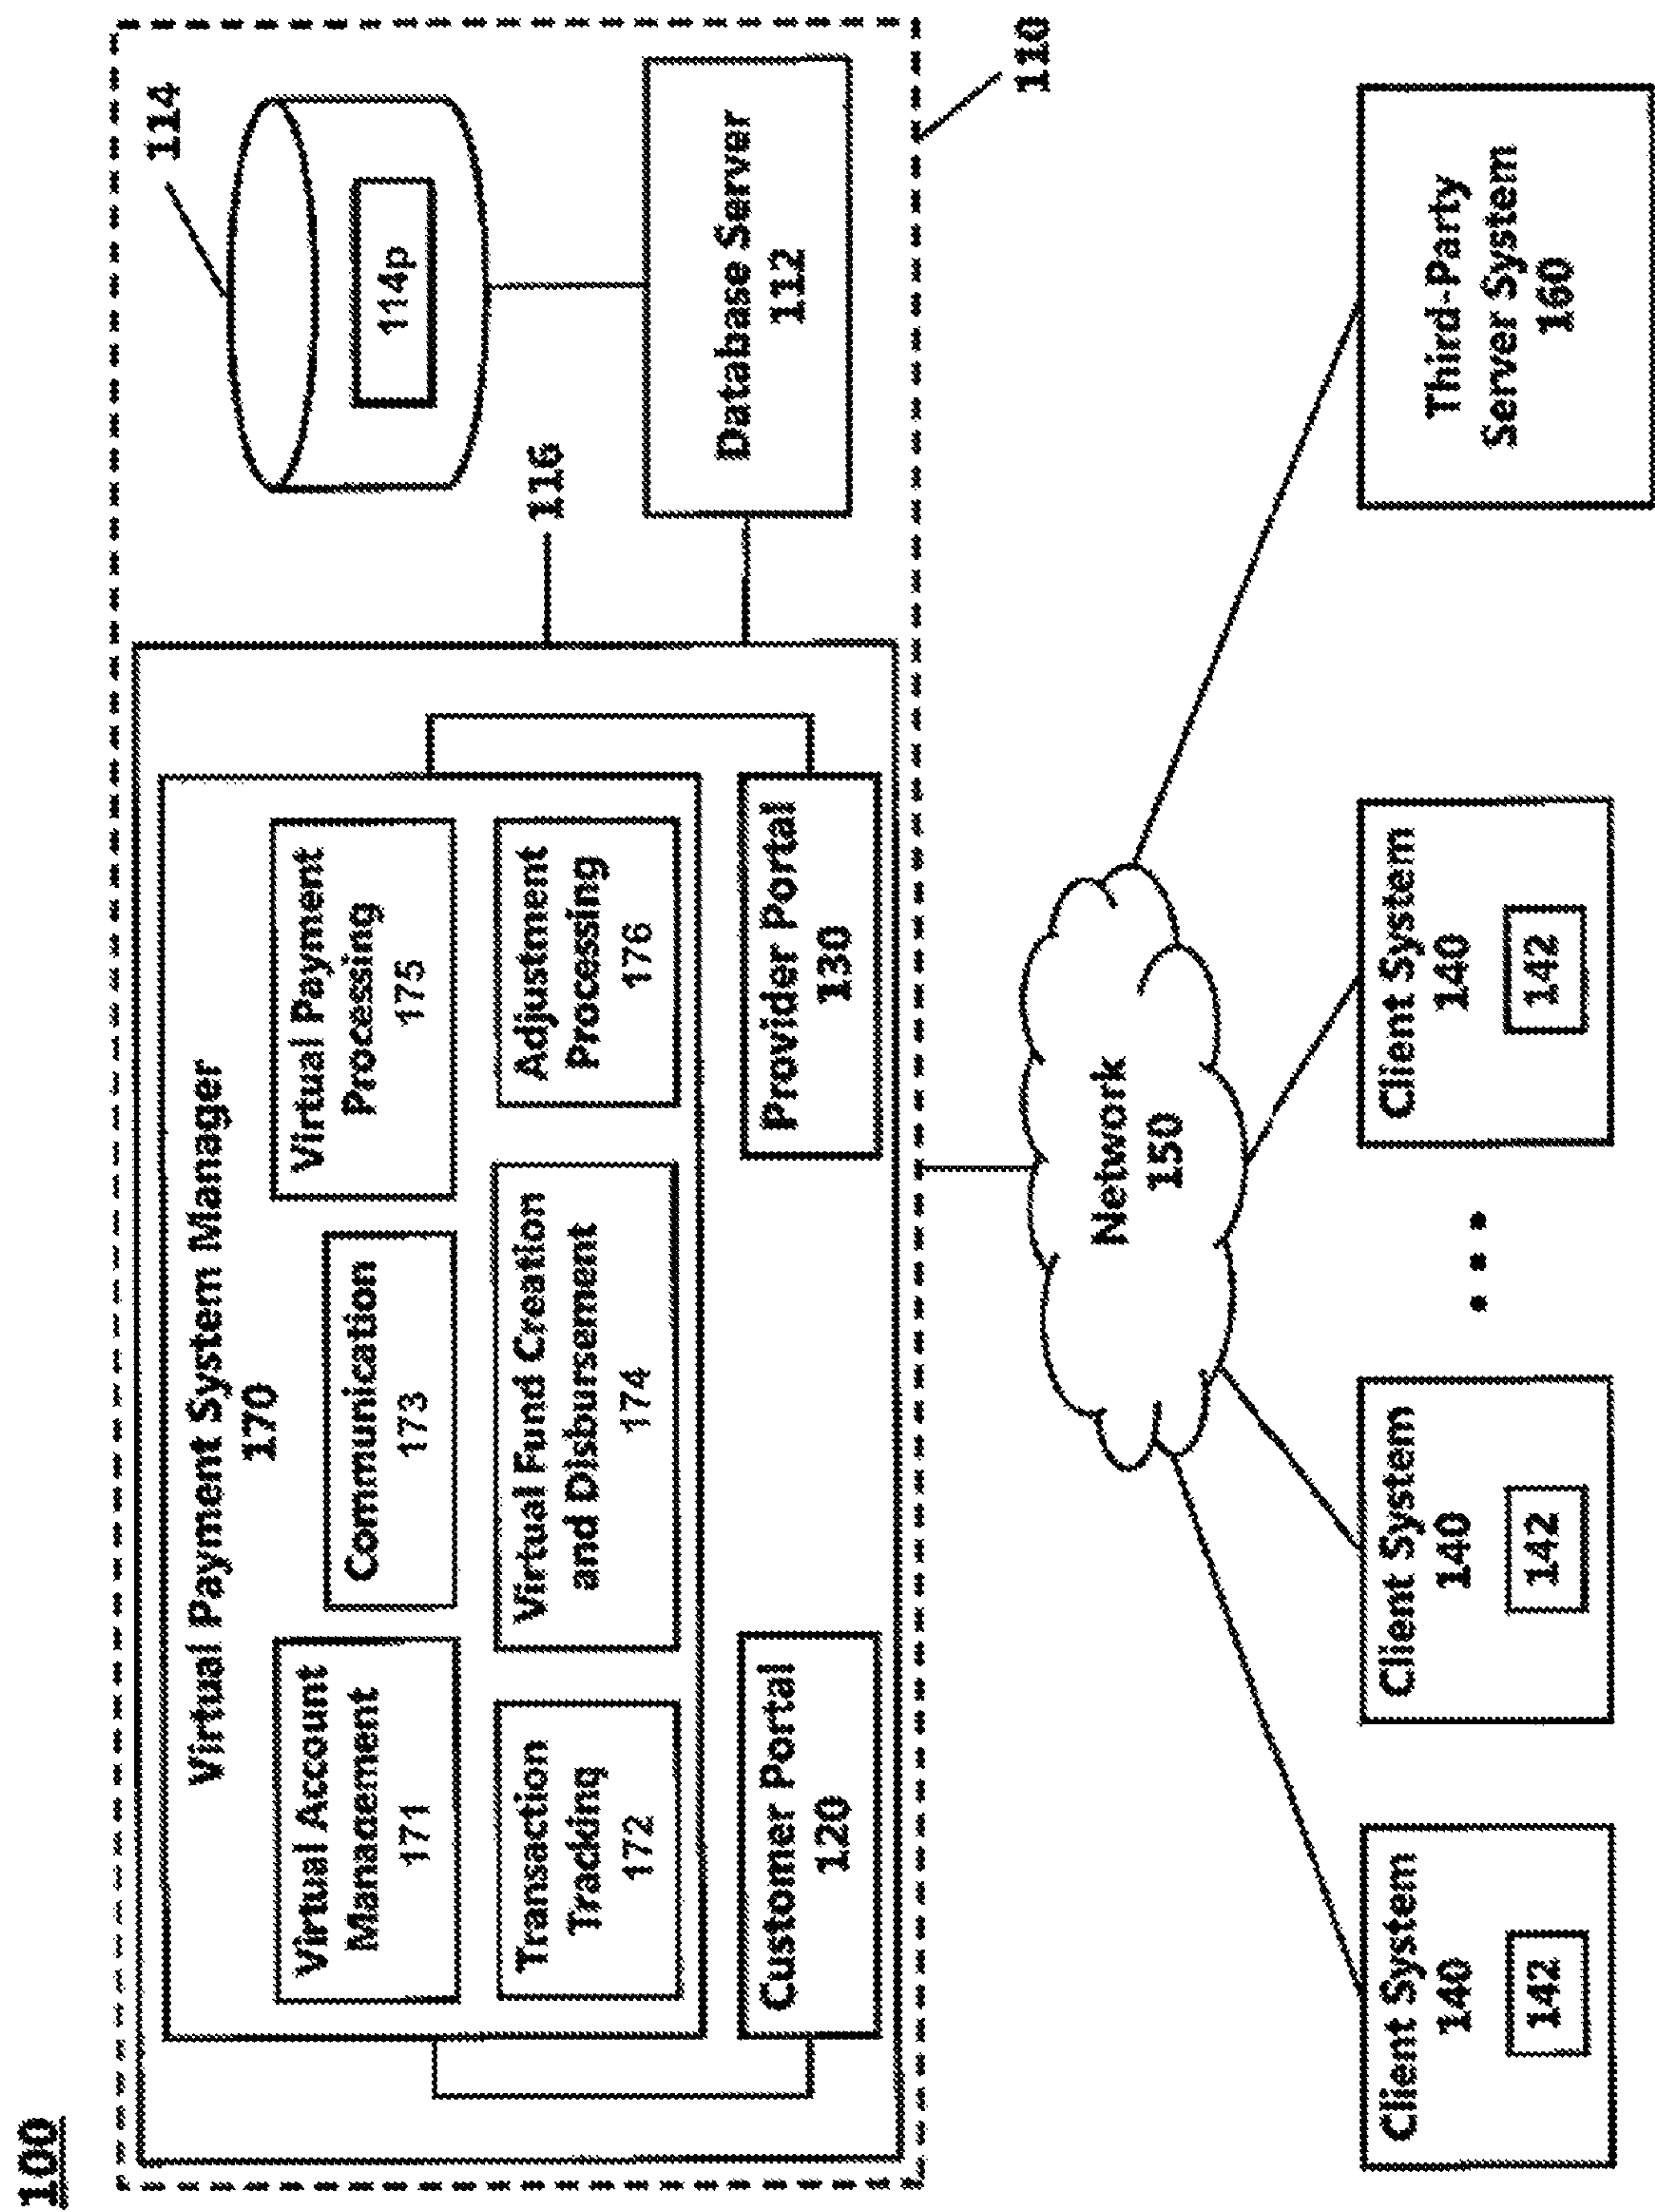 100
Virtual Payment System Manager
170
Virtual Account
Management
171
Communication
173
Virtual Payment
Processing
175
Transaction
Tracking
172
Virtual Fund Creation
and Disbursement
174
Adjustment
Processing
176
Customer Portal
120
Provider Portal
130
114
114p
116
Database Server
112
110
Network
150
Client System
140
142
Client System
140
142
Client System
140
142
Third-Party
Server System
160